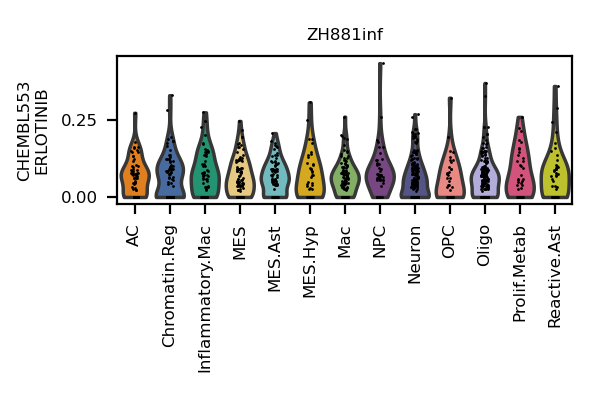 ZH881inf
CHEMBL553
ERLOTINIB
0.25
0.00
AC
Chromatin.Reg
Inflammatory.Mac
MES
MES.Ast
MES.Hyp
Mac
NPC
Neuron
OPC
Oligo
Prolif.Metab
Reactive.Ast